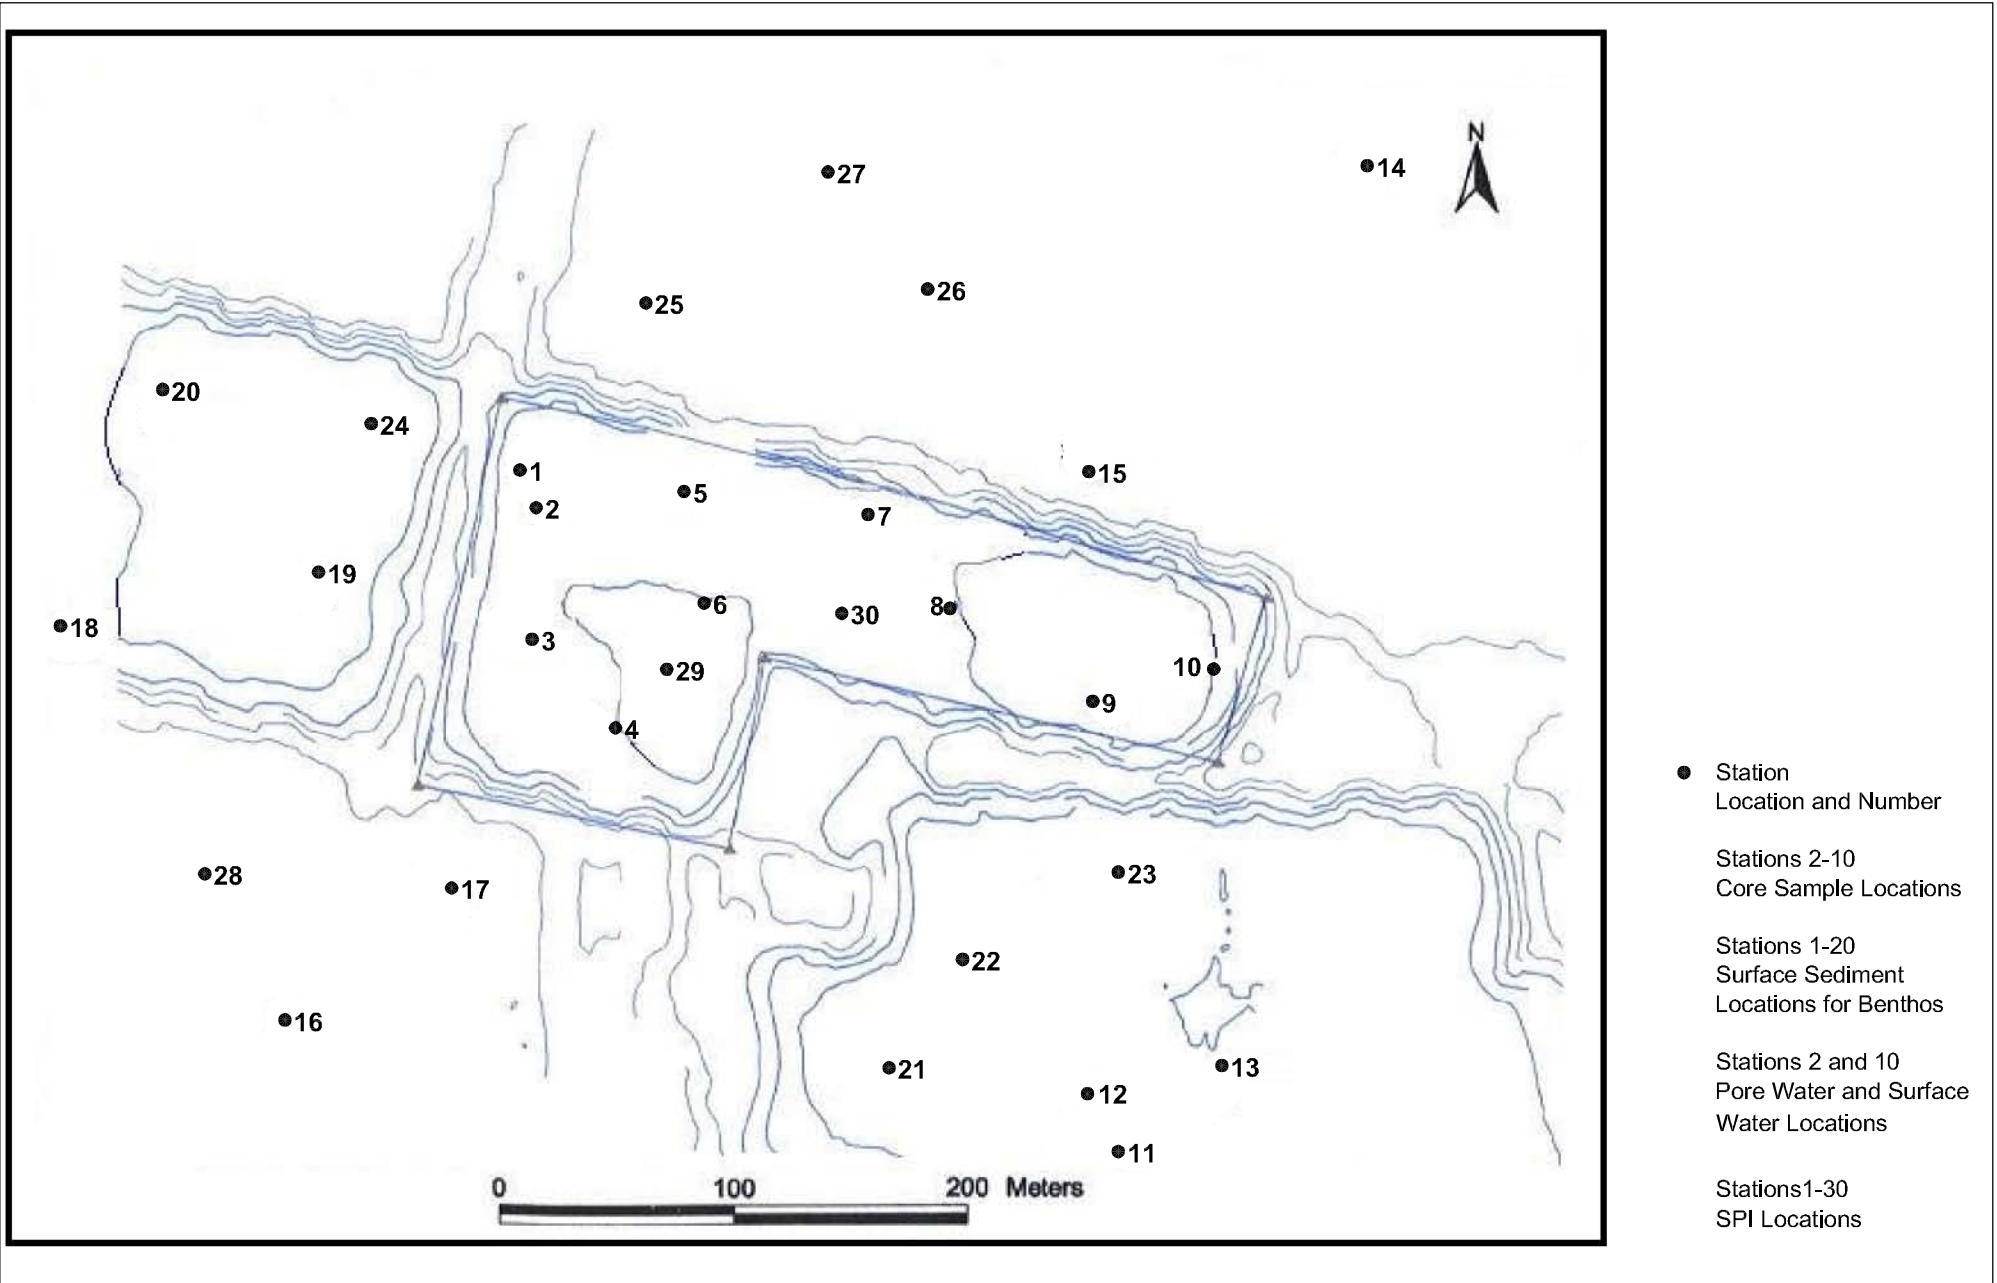 N
27
14
25
26
20
24
1
5
15
2
7
19
18
6
8
30
3
29
10
9
4
28
17
23
22
16
21
13
12
11
0 100 200 Meters
Station
Location and Number
Stations 2-10
Core Sample Locations
Stations 1-20
Surface Sediment
Locations for Benthos
Stations 2 and 10
Pore Water and Surface
Water Locations
Stations1-30
SPI Locations